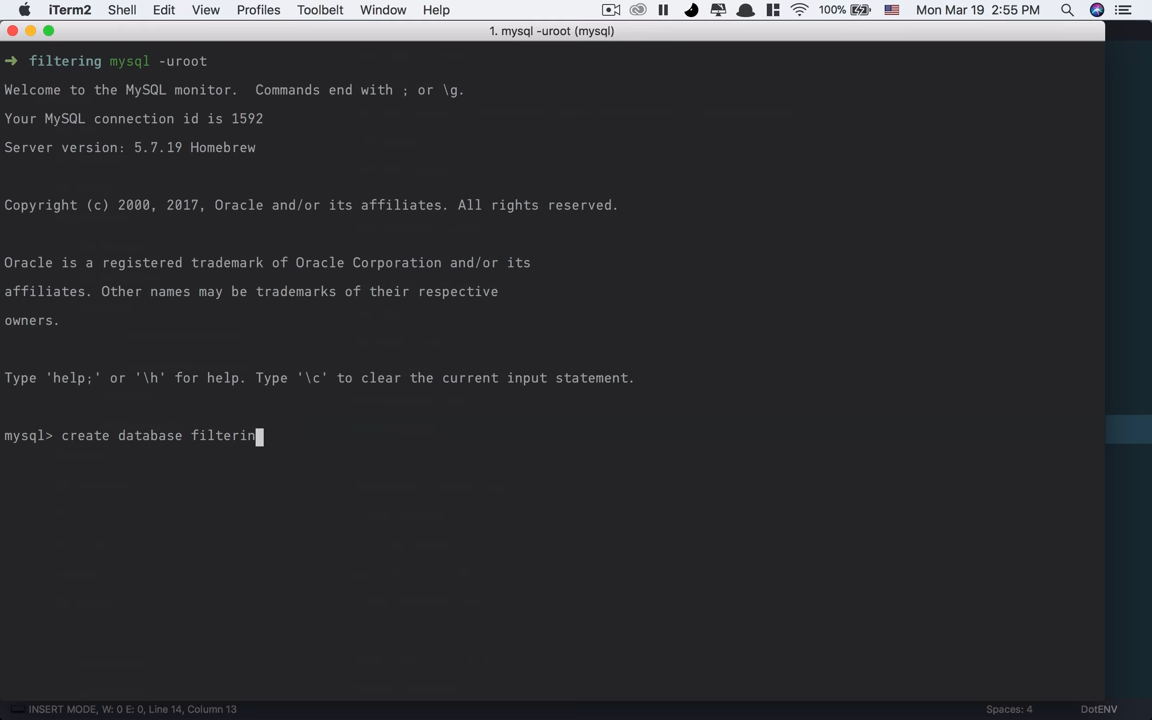 iTerm2 Shell Edit View Profiles Toolbelt Window Help 100% Mon Mar 19 2:55 PM
1. mysql -uroot (mysql)
➜ filtering mysql -uroot
Welcome to the MySQL monitor.  Commands end with ; or \g.
Your MySQL connection id is 1592
Server version: 5.7.19 Homebrew
Copyright (c) 2000, 2017, Oracle and/or its affiliates. All rights reserved.
Oracle is a registered trademark of Oracle Corporation and/or its
affiliates. Other names may be trademarks of their respective
owners.
Type 'help;' or '\h' for help. Type '\c' to clear the current input statement.
mysql> create database filterin
INSERT MODE, W: 0 E: 0, Line 14, Column 13 Spaces: 4 DotENV